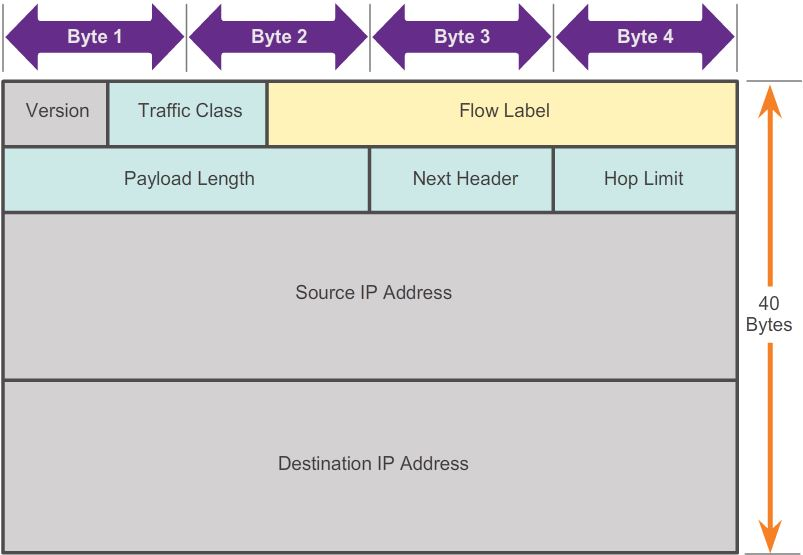 Byte 1 Byte 2 Byte 3 Byte 4
Version Traffic Class Flow Label
Payload Length Next Header Hop Limit
Source IP Address
40
Bytes
Destination IP Address